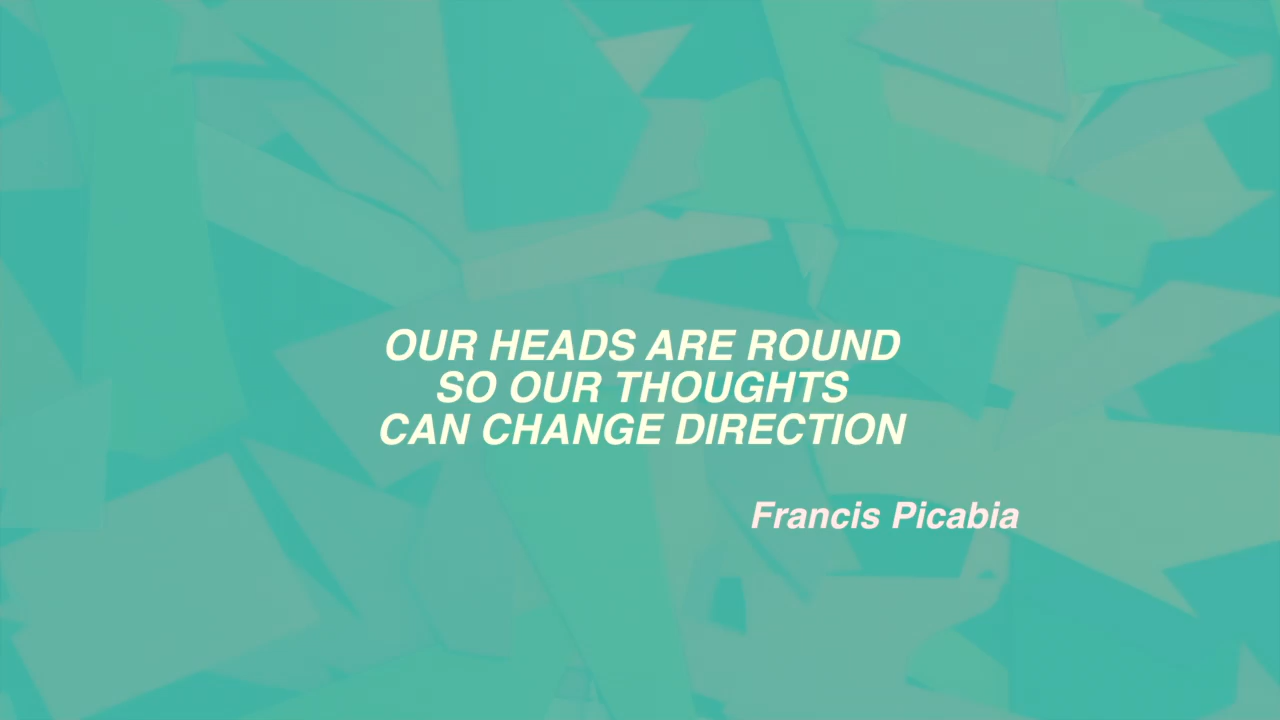 OUR HEADS ARE ROUND
SO OUR THOUGHTS
CAN CHANGE DIRECTION
Francis Picabia